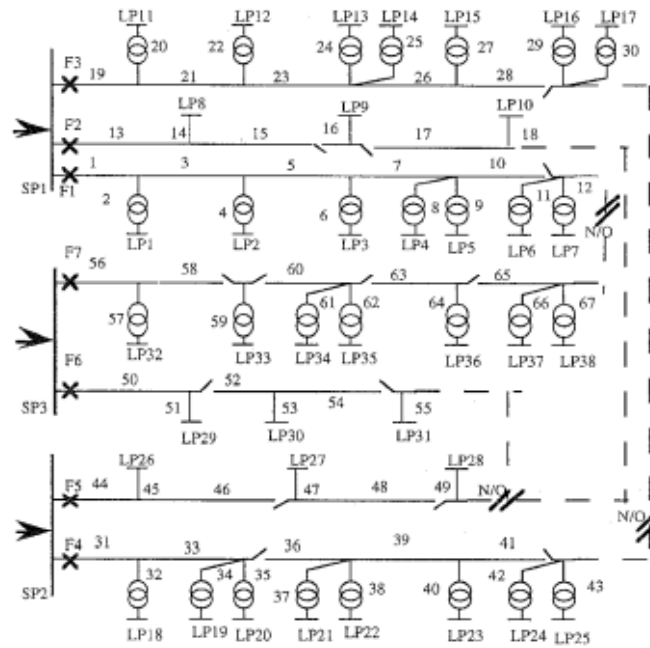 LP11 LP12 LP13 LP14 LP15 LP16 LP17
F3 20 22 24 25 27 29 30
19 21 23 26 28
F2 LP8 LP9 LP10
13 14 15 16 17 18
1 3 5 7 10 12
SP1 F1 2 4 6 8 9 11
N/O
LP1 LP2 LP3 LP4 LP5 LP6 LP7
F7 56 58 60 63 65
57 59 61 62 64 66 67
LP32 LP33 LP34 LP35 LP36 LP37 LP38
F6 50 52 54
SP3 51 53 55
LP29 LP30 LP31
LP26 LP27 LP28
F5 44 45 46 47 48 49 N/O
N/O
F4 31 33 36 39 41
SP2 32 34 35 37 38 40 42 43
LP18 LP19 LP20 LP21 LP22 LP23 LP24 LP25